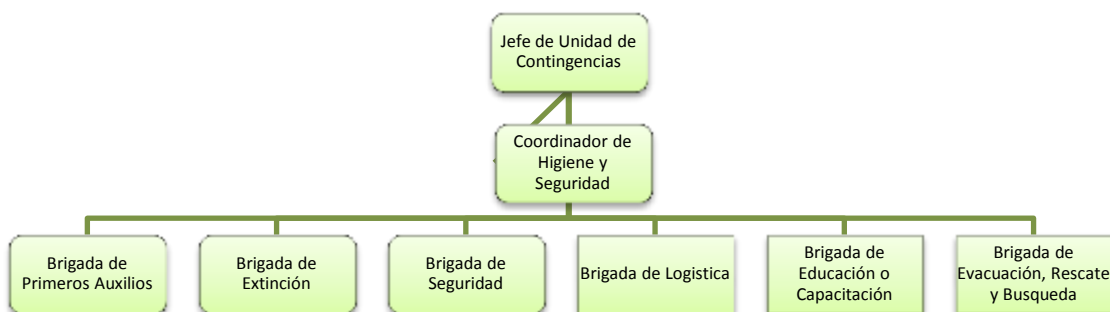 Jefe de Unidad de
Contingencias
Coordinador de
Higiene y
Seguridad
Brigada de
Primeros Auxilios
Brigada de
Extinción
Brigada de
Seguridad
Brigada de Logistica
Brigada de
Educación o
Capacitación
Brigada de
Evacuación, Rescate
y Busqueda